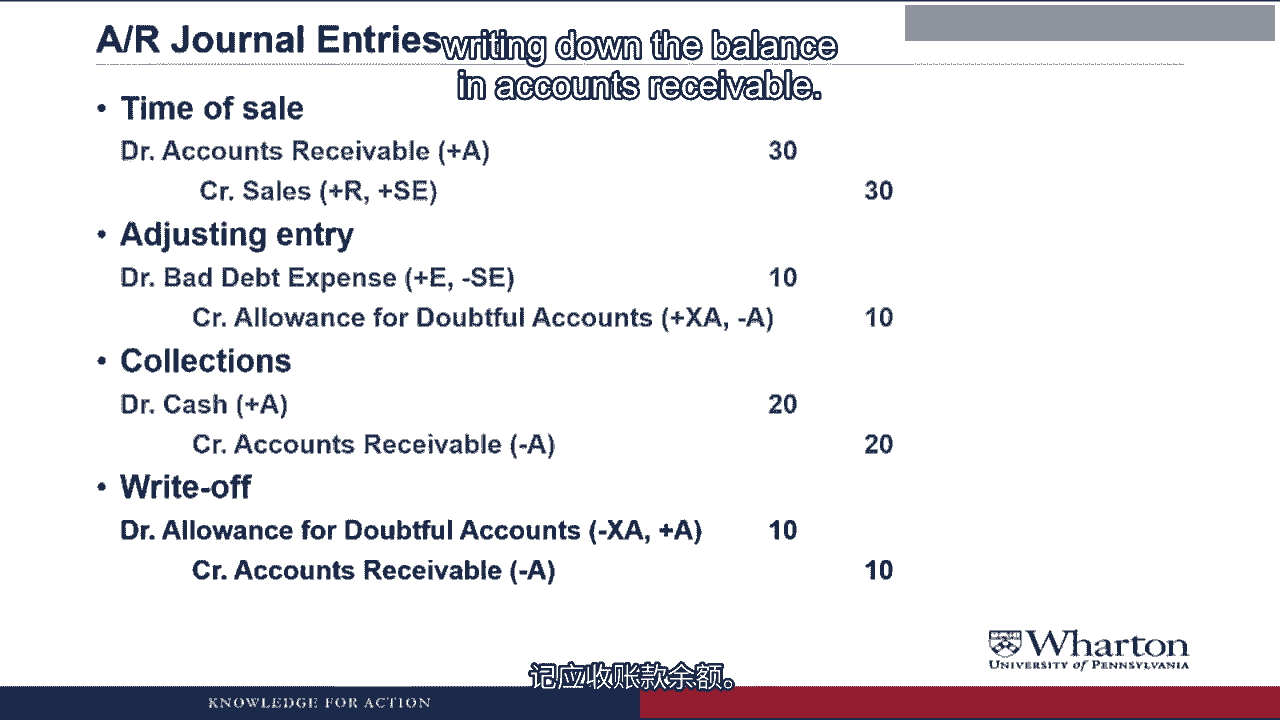 A/R Journal Entries
writing down the balance
in accounts receivable.
• Time of sale
Dr. Accounts Receivable (+A) 30
Cr. Sales (+R, +SE) 30
• Adjusting entry
Dr. Bad Debt Expense (+E, -SE) 10
Cr. Allowance for Doubtful Accounts (+XA, -A) 10
• Collections
Dr. Cash (+A) 20
Cr. Accounts Receivable (-A) 20
• Write-off
Dr. Allowance for Doubtful Accounts (-XA, +A) 10
Cr. Accounts Receivable (-A) 10
Wharton
UNIVERSITY of PENNSYLVANIA
记应收账款余额。
KNOWLEDGE FOR ACTION